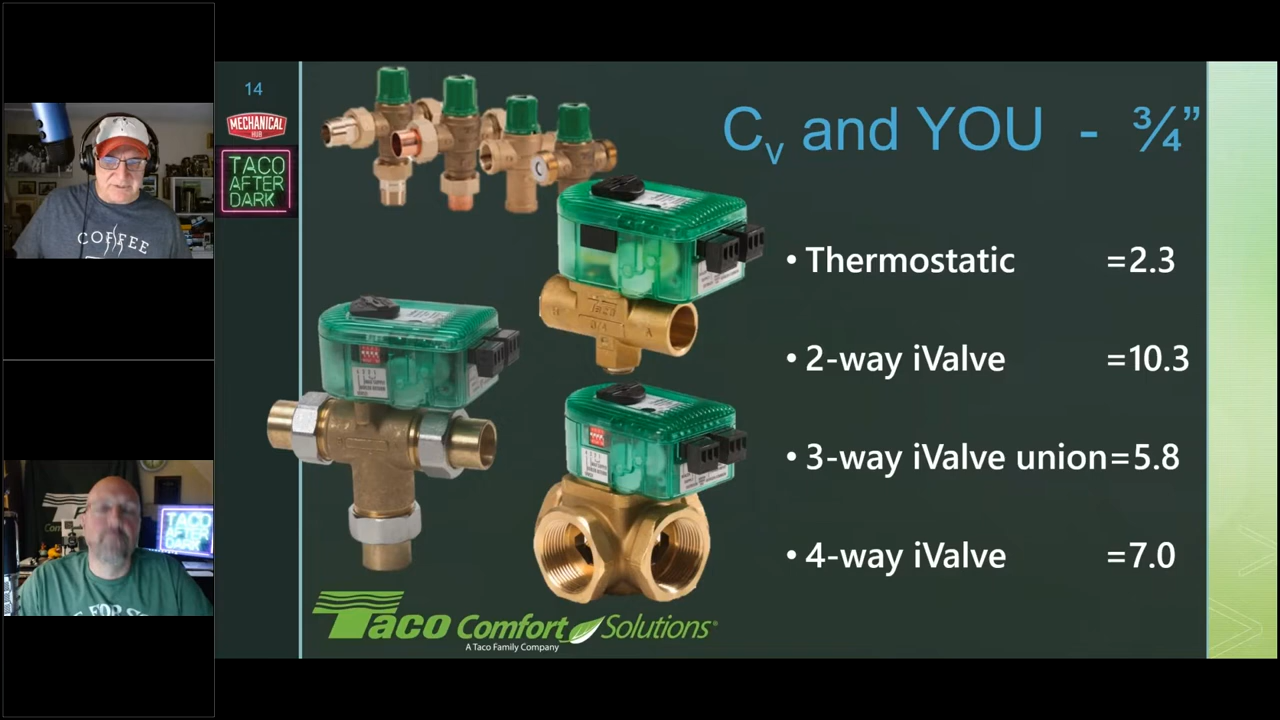 14
MECHANICAL
HUB
TACO
AFTER
DARK
Cv and YOU - ¾”
• Thermostatic =2.3
• 2-way iValve =10.3
• 3-way iValve union=5.8
• 4-way iValve =7.0
Taco Comfort Solutions®
A Taco Family Company
COFFEE
TACO
AFTER
DARK
3/4